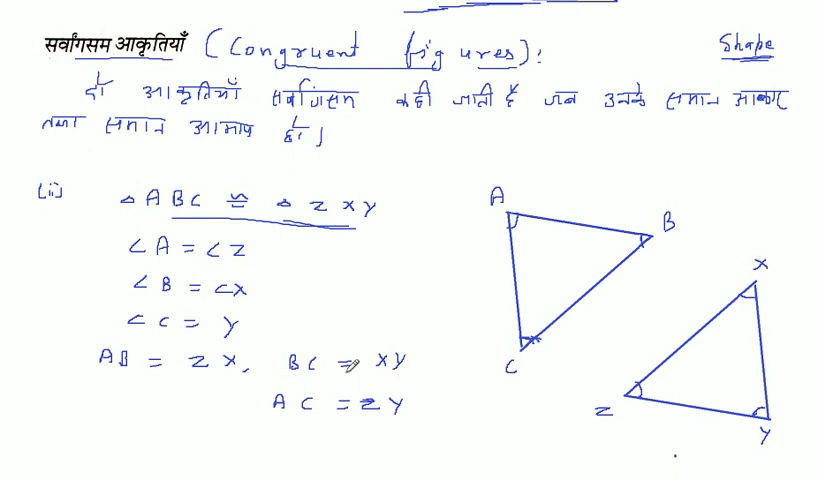 सर्वांगसम आकृतियाँ (Congruent figures): Shape
दो आकृतियाँ सर्वांगसम कही जाती हैं जब उनके समान आकार
तथा समान आमाप हों।
(ii) △ABC ≅ △ZXY
∠A = ∠Z
∠B = ∠X
∠C = Y
AB = ZX, BC = XY
AC = ZY
A
B
C
X
Z
Y